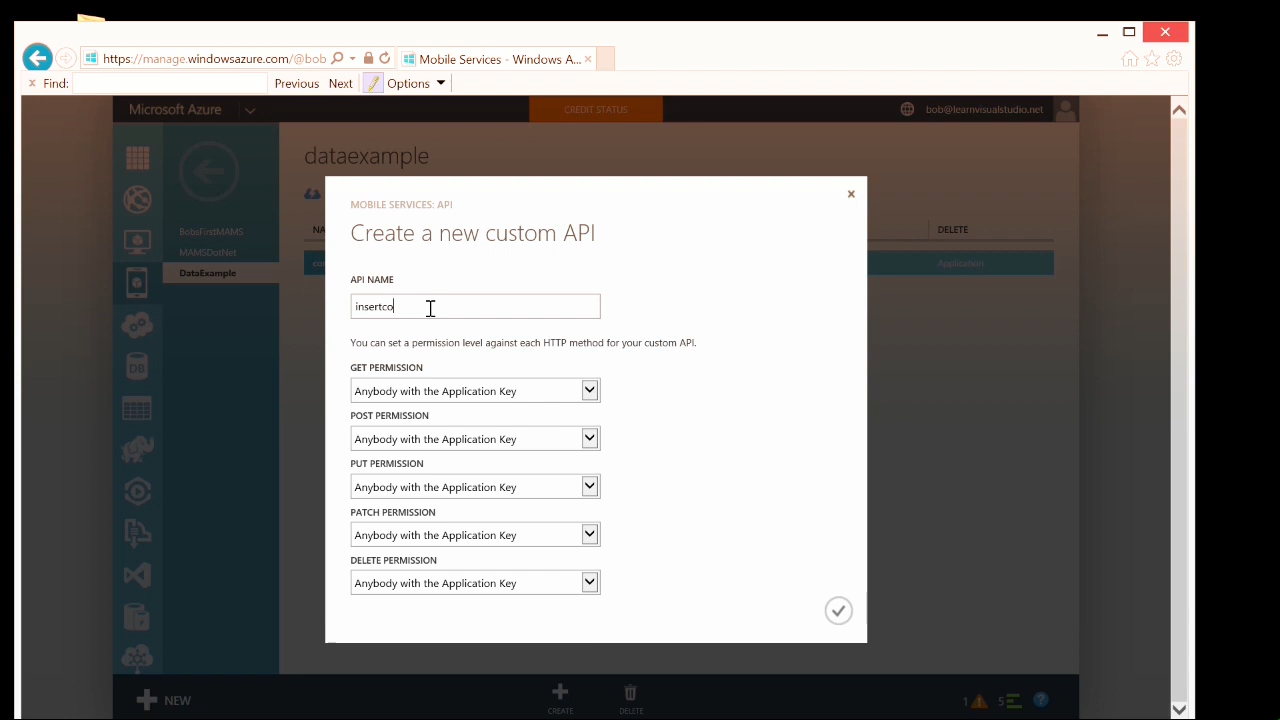 https://manage.windowsazure.com/@bob
Mobile Services - Windows A...
× Find:
Previous Next Options
Microsoft Azure
CREDIT STATUS
bob@learnvisualstudio.net
dataexample
BobsFirstMAMS
MAMSDotNet
DataExample
NA
DELETE
Application
MOBILE SERVICES: API
Create a new custom API
API NAME
insertco
You can set a permission level against each HTTP method for your custom API.
GET PERMISSION
Anybody with the Application Key
POST PERMISSION
Anybody with the Application Key
PUT PERMISSION
Anybody with the Application Key
PATCH PERMISSION
Anybody with the Application Key
DELETE PERMISSION
Anybody with the Application Key
NEW
CREATE
DELETE
1
5
?